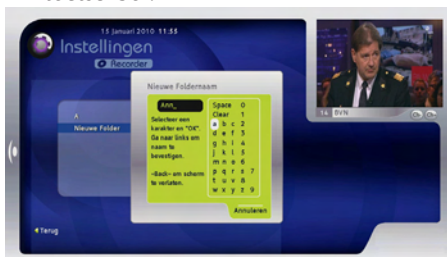 15 januari 2010 11:55
Instellingen
Recorder
Nieuwe Foldernaam
A
Nieuwe Folder
Ann_
Selecteer een
karakter en "OK".
Ga naar links om
naam te
bevestigen.
-Back- om scherm
te verlaten.
Space 0
Clear 1
a b c 2
d e f 3
g h i 4
j k l 5
m n o 6
p q r s 7
t u v 8
w x y z 9
Annuleren
14 BVN
Terug